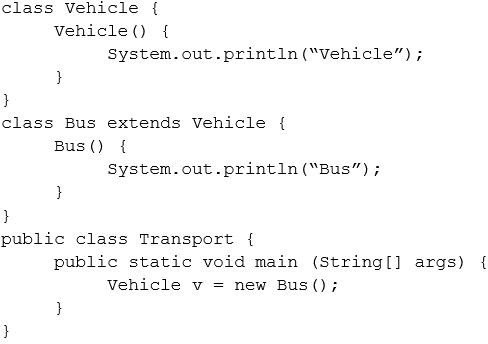 class Vehicle {
     Vehicle() {
          System.out.println(“Vehicle”);
     }
}
class Bus extends Vehicle {
     Bus() {
          System.out.println(“Bus”);
     }
}
public class Transport {
     public static void main (String[] args) {
          Vehicle v = new Bus();
     }
}